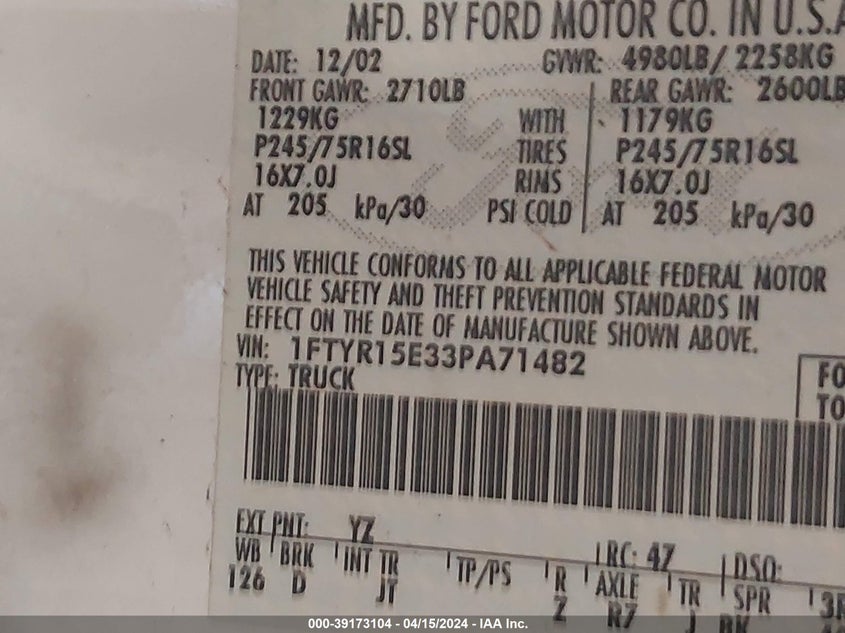 MFD. BY FORD MOTOR CO. IN U.S.A
DATE: 12/02 GVWR: 4980LB/ 2258KG
FRONT GAWR: 2710LB REAR GAWR: 2600LB
1229KG WITH 1179KG
P245/75R16SL TIRES P245/75R16SL
16X7.0J RIMS 16X7.0J
AT 205 kPa/30 PSI COLD AT 205 kPa/30
THIS VEHICLE CONFORMS TO ALL APPLICABLE FEDERAL MOTOR
VEHICLE SAFETY AND THEFT PREVENTION STANDARDS IN
EFFECT ON THE DATE OF MANUFACTURE SHOWN ABOVE.
VIN: 1FTYR15E33PA71482
TYPE: TRUCK
FO
TO
EXT PNT: YZ RC: 47 DSO:
WB BRK INT TR TP/PS R AXLE TR SPR
126 D JT Z R7 J
000-39173104 - 04/15/2024 - IAA Inc.